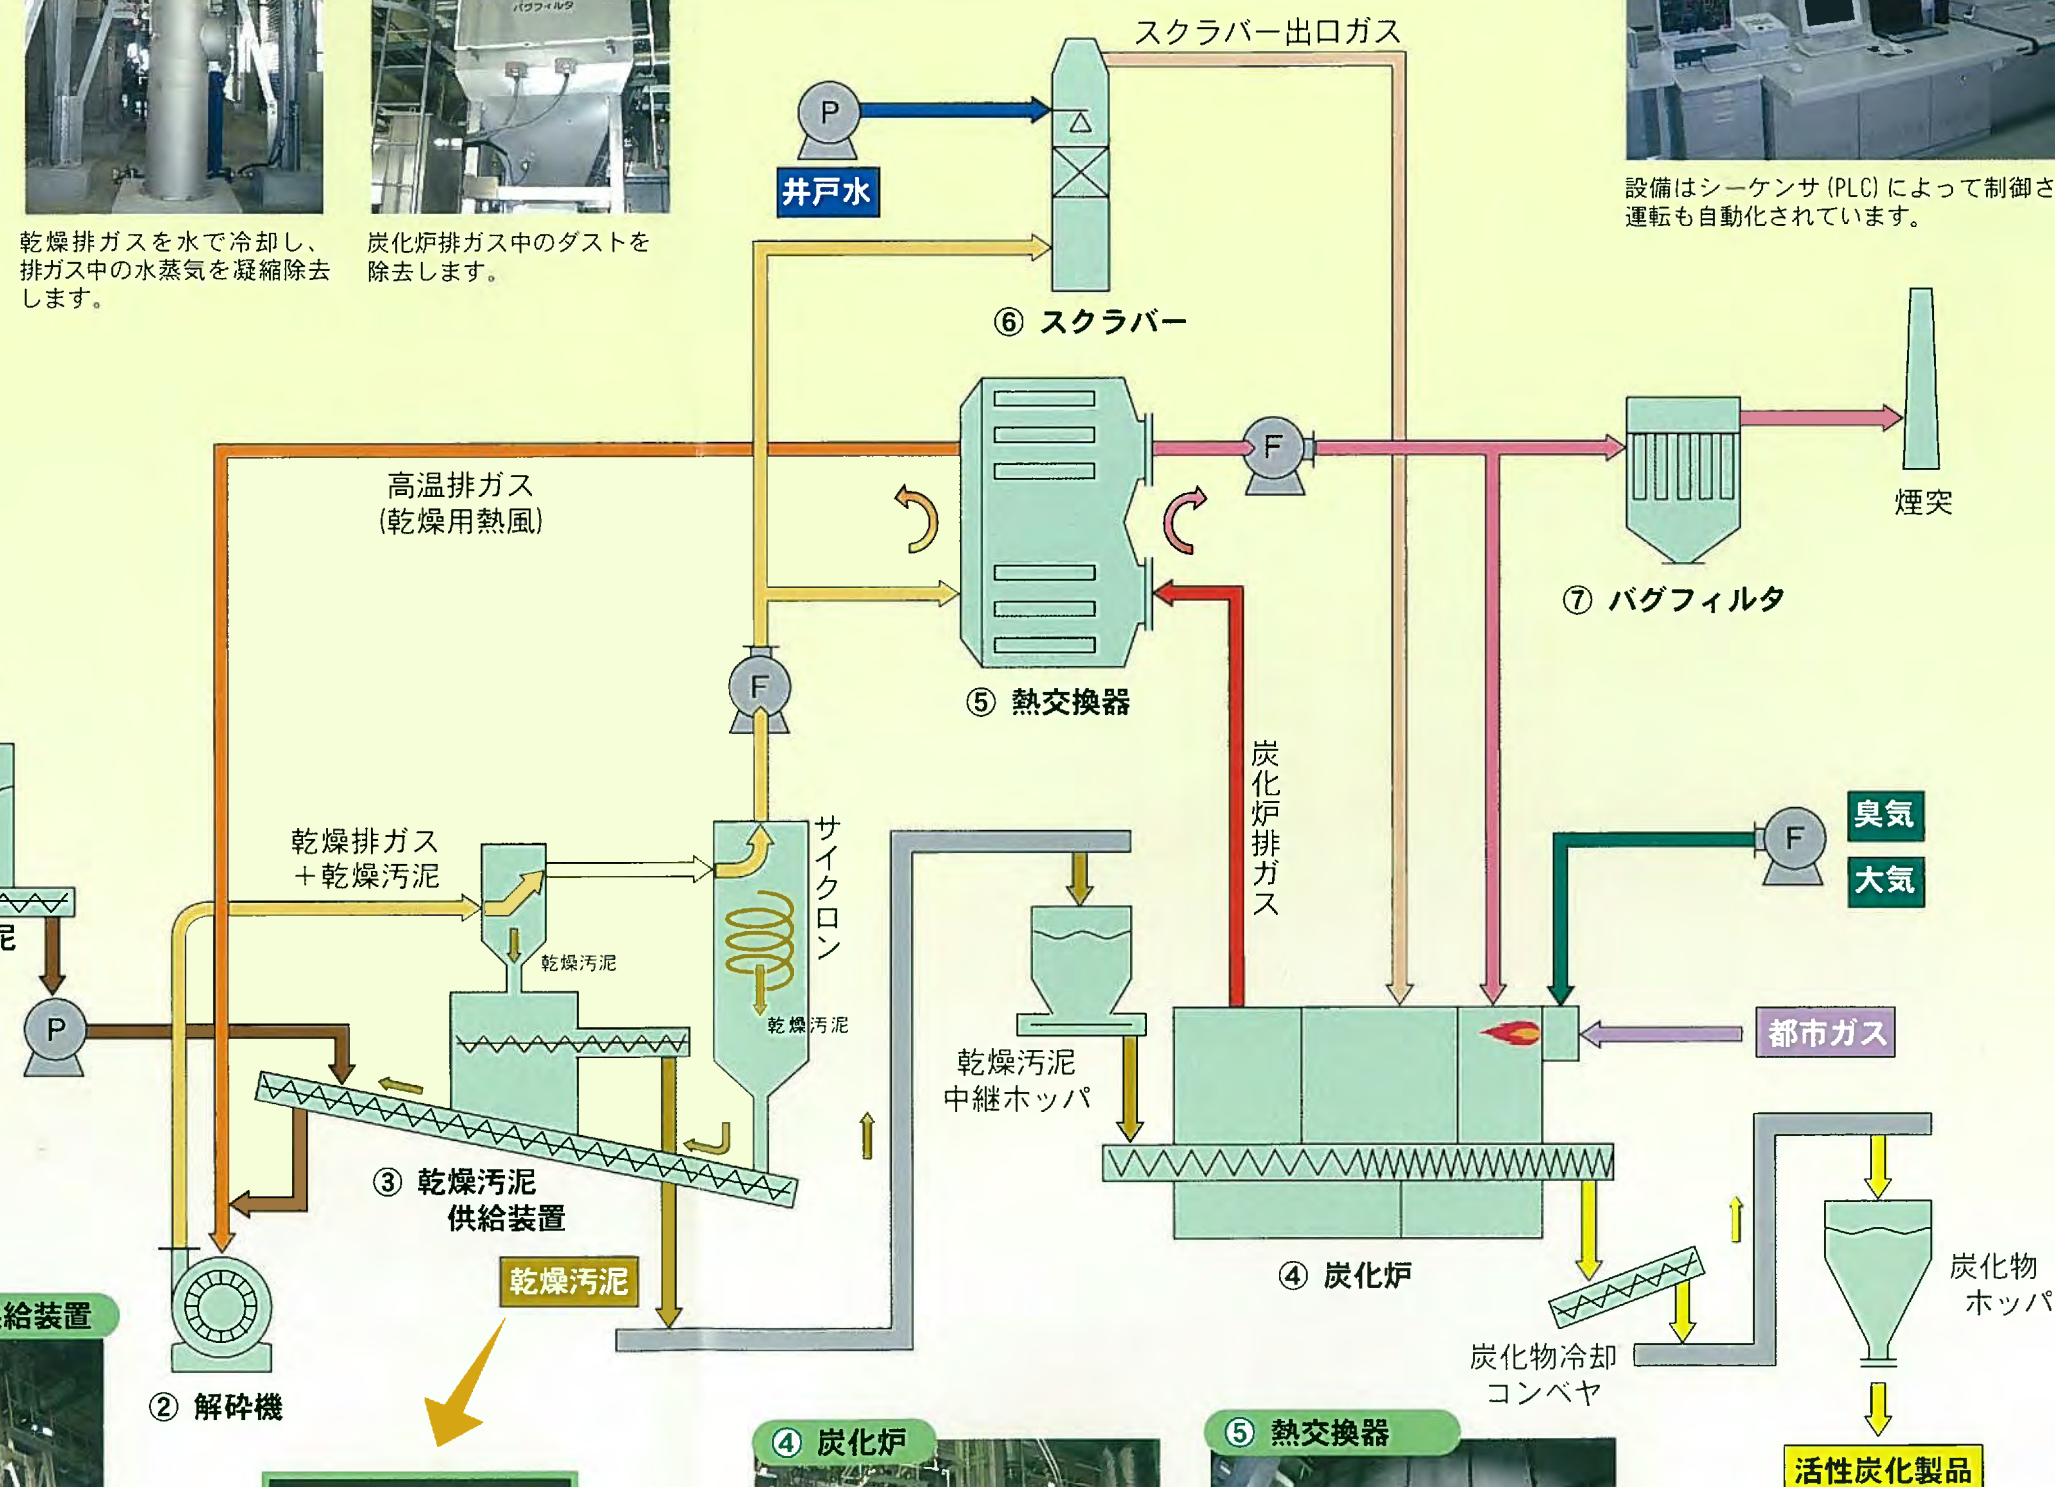 バグフィルタ
乾燥排ガスを水で冷却し、
排ガス中の水蒸気を凝縮除去
します。
炭化炉排ガス中のダストを
除去します。
スクラバー出口ガス
P
井戸水
⑥ スクラバー
設備はシーケンサ(PLC)によって制御さ
運転も自動化されています。
高温排ガス
(乾燥用熱風)
F
煙突
⑦ バグフィルタ
⑤ 熱交換器
F
炭化炉排ガス
臭気
F
大気
乾燥排ガス
+乾燥汚泥
サイクロン
乾燥汚泥
乾燥汚泥
泥
P
都市ガス
乾燥汚泥
中継ホッパ
③ 乾燥汚泥
供給装置
乾燥汚泥
④ 炭化炉
炭化物
ホッパ
給装置
炭化物冷却
コンベヤ
② 解砕機
④ 炭化炉
⑤ 熱交換器
活性炭化製品